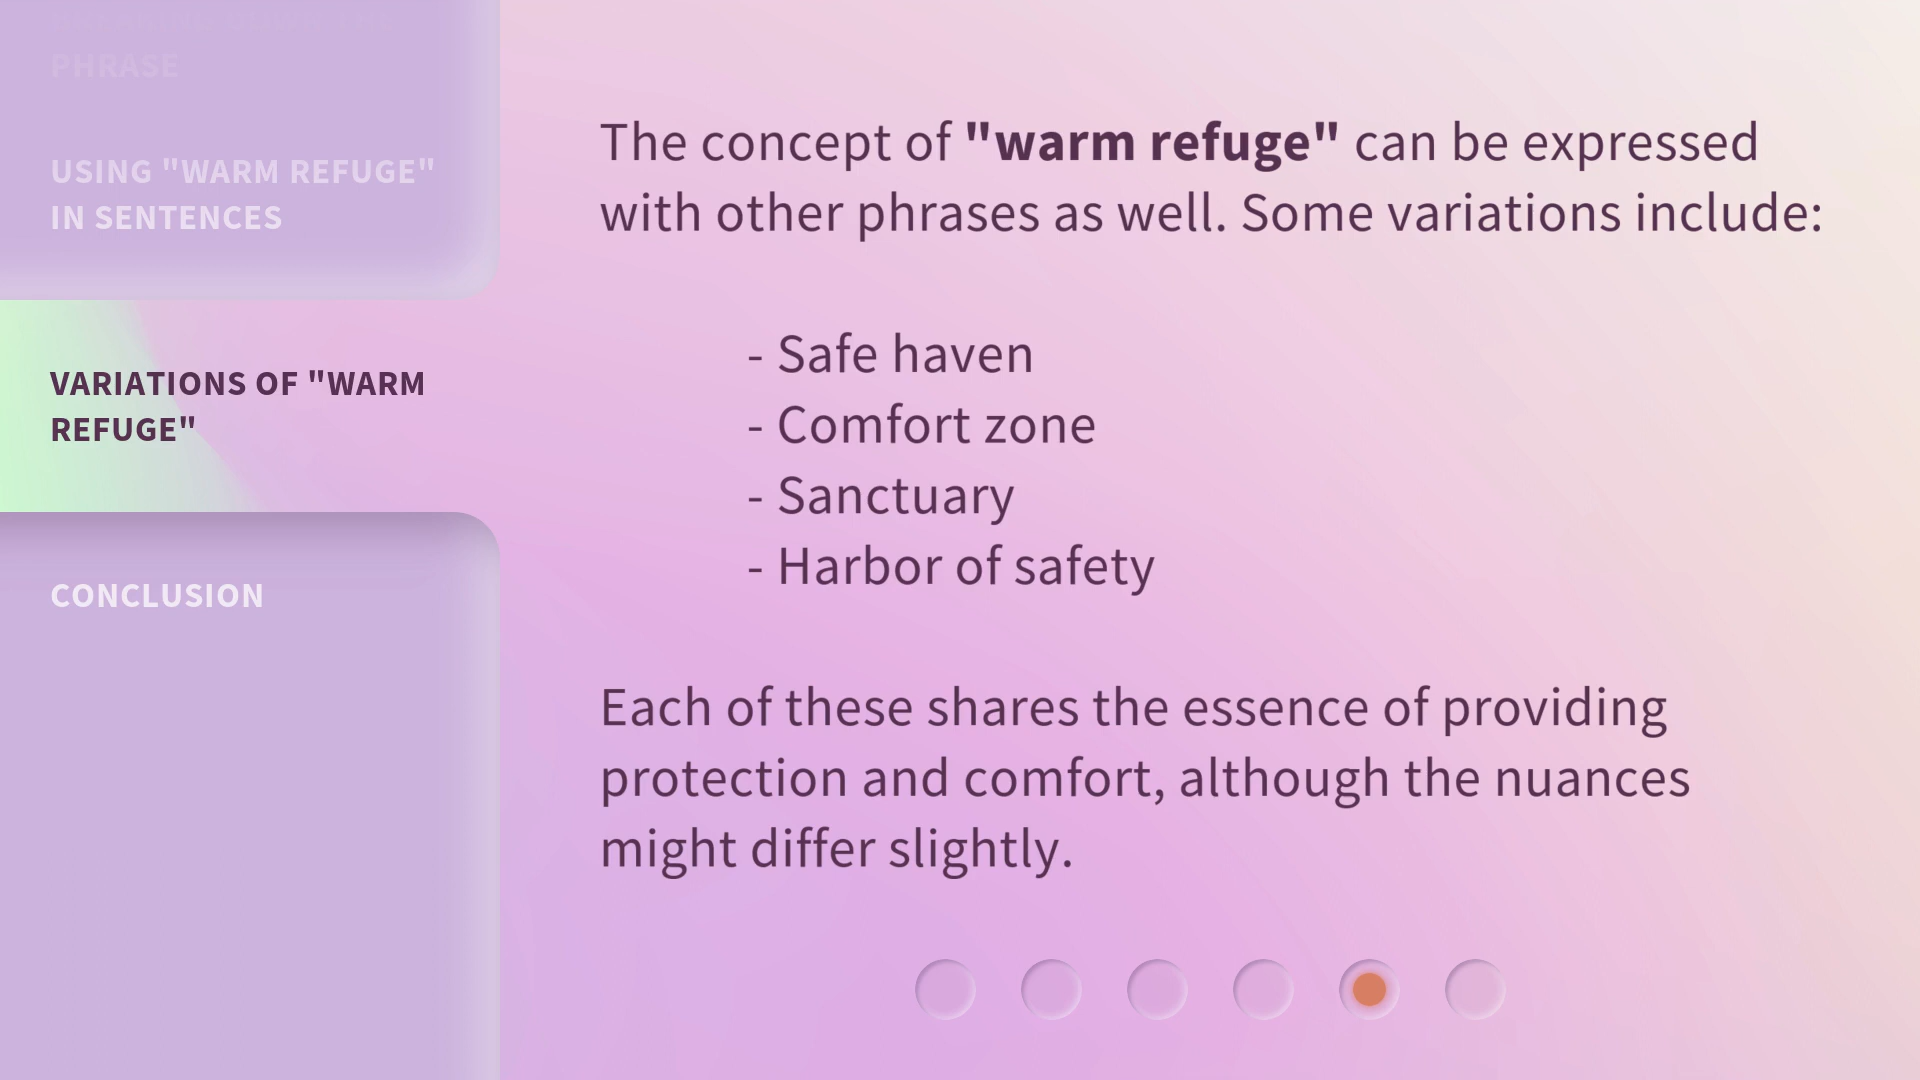 PHRASE
USING "WARM REFUGE"
IN SENTENCES
VARIATIONS OF "WARM
REFUGE"
CONCLUSION
The concept of "warm refuge" can be expressed
with other phrases as well. Some variations include:
- Safe haven
- Comfort zone
- Sanctuary
- Harbor of safety
Each of these shares the essence of providing
protection and comfort, although the nuances
might differ slightly.